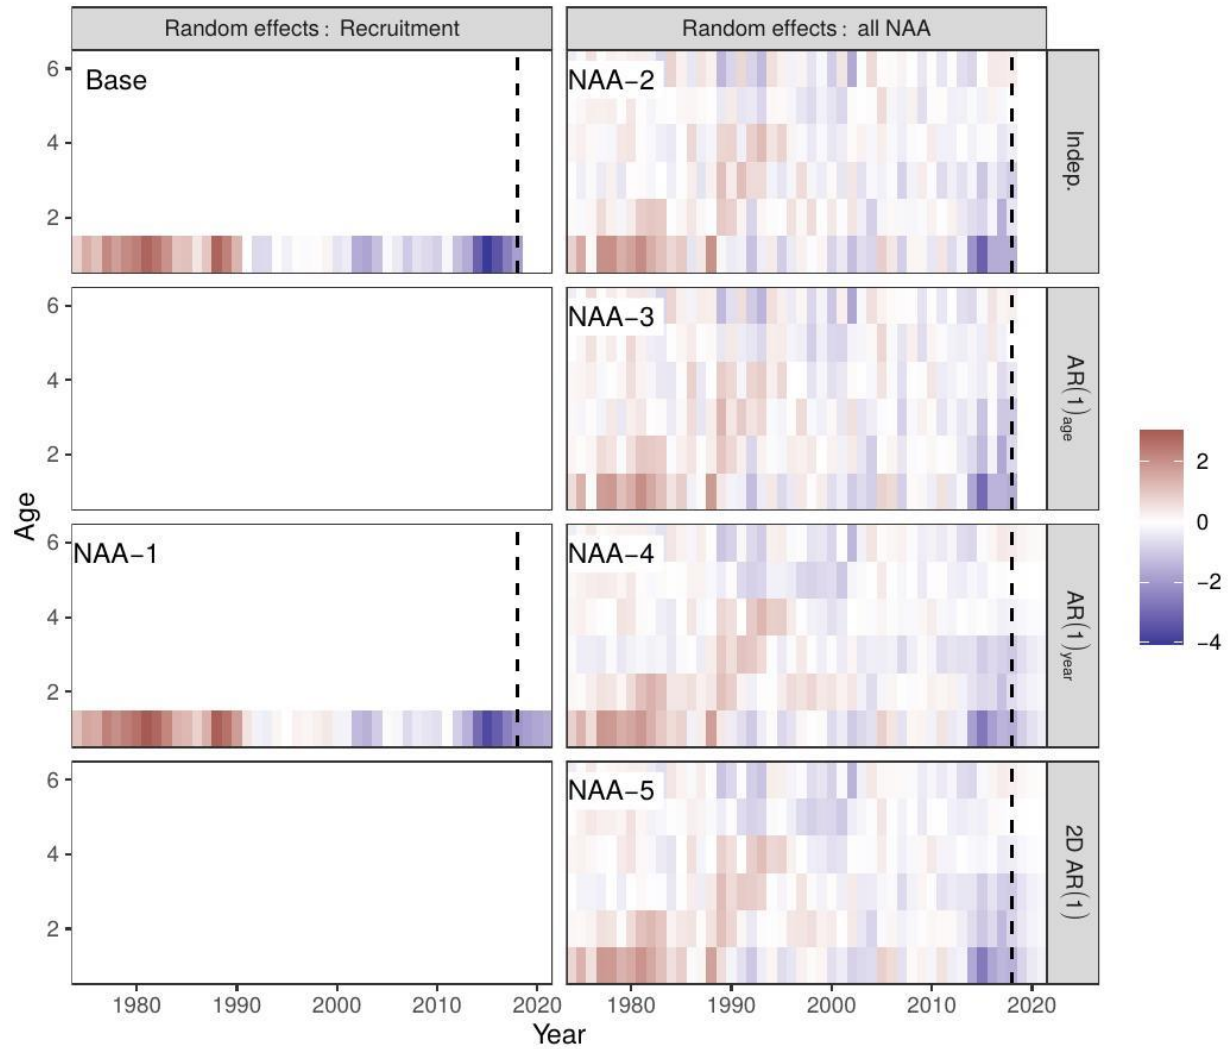 Random effects : Recruitment
Random effects : all NAA
Base
NAA−2
Indep.
6
4
2
NAA−3
AR(1)age
6
4
2
NAA−1
NAA−4
AR(1)year
6
4
2
NAA−5
2D AR(1)
6
4
2
Age
1980 1990 2000 2010 2020
1980 1990 2000 2010 2020
Year
2
0
−2
−4